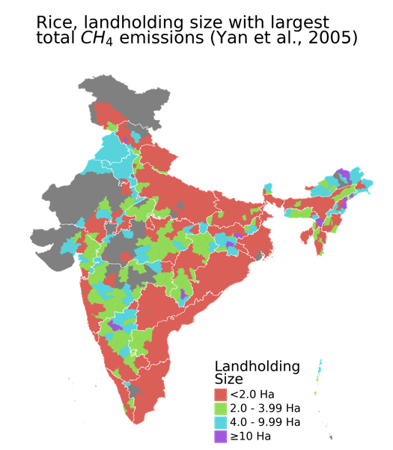 Rice, landholding size with largest
total CH4 emissions (Yan et al., 2005)
Landholding
Size
<2.0 Ha
2.0 - 3.99 Ha
4.0 - 9.99 Ha
≥10 Ha